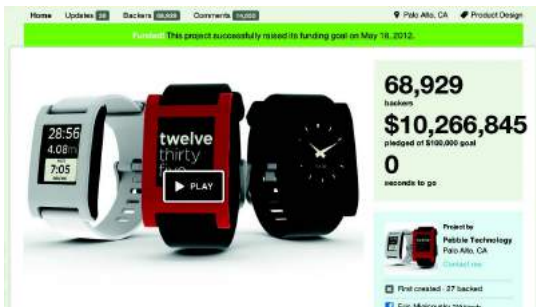 Home Updates Backers 68,929 Comments
Palo Alto, CA Product Design
Funded! This project successfully raised its funding goal on May 18, 2012.
28:56
4.08
7:05
twelve
thirty
five
PLAY
68,929
backers
$10,266,845
pledged of $100,000 goal
0
seconds to go
Project by
Pebble Technology
Palo Alto, CA
Contact me
First created · 27 backed